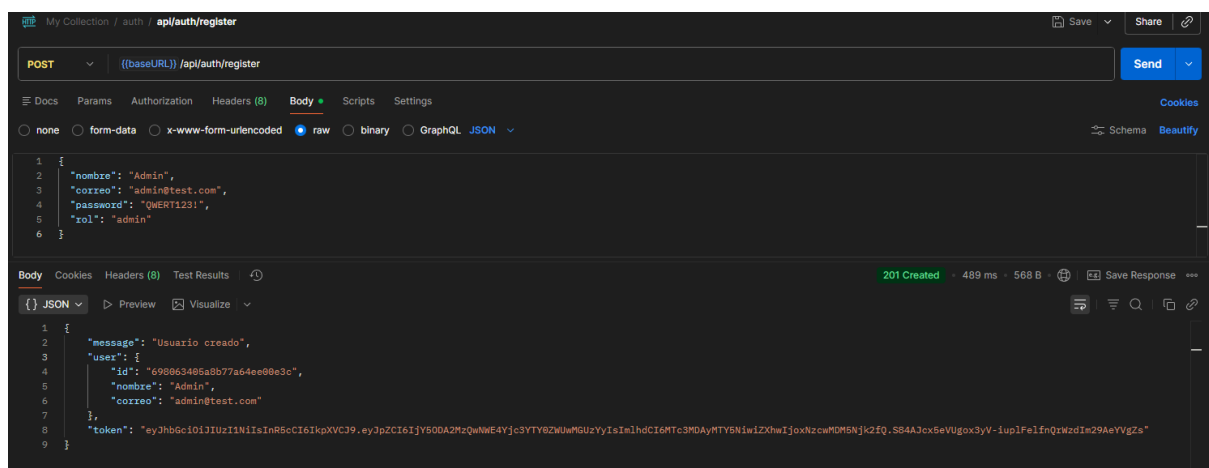 HTTP My Collection / auth / api/auth/register Save Share
POST {{baseURL}} /api/auth/register Send
Docs Params Authorization Headers (8) Body Scripts Settings Cookies
none form-data x-www-form-urlencoded raw binary GraphQL JSON Schema Beautify
1 {
2 "nombre": "Admin",
3 "correo": "admin@test.com",
4 "password": "QWERT123!",
5 "rol": "admin"
6 }
Body Cookies Headers (8) Test Results 201 Created 489 ms 568 B e.g. Save Response
{} JSON Preview Visualize
1 {
2 "message": "Usuario creado",
3 "user": {
4 "id": "698063405a8b77a64ee00e3c",
5 "nombre": "Admin",
6 "correo": "admin@test.com"
7 },
8 "token":
9 }